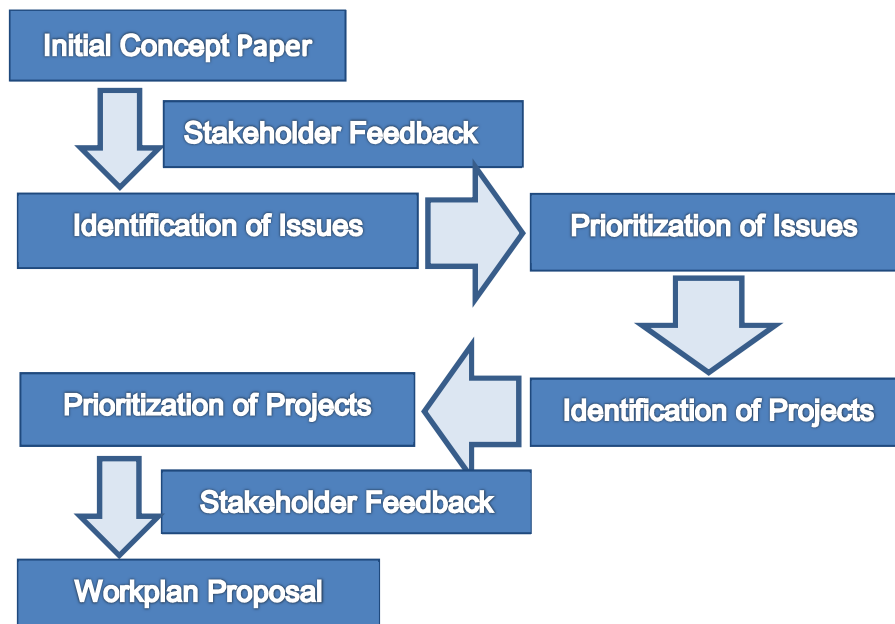 Initial Concept Paper
Stakeholder Feedback
Identification of Issues
Prioritization of Issues
Identification of Projects
Prioritization of Projects
Stakeholder Feedback
Workplan Proposal